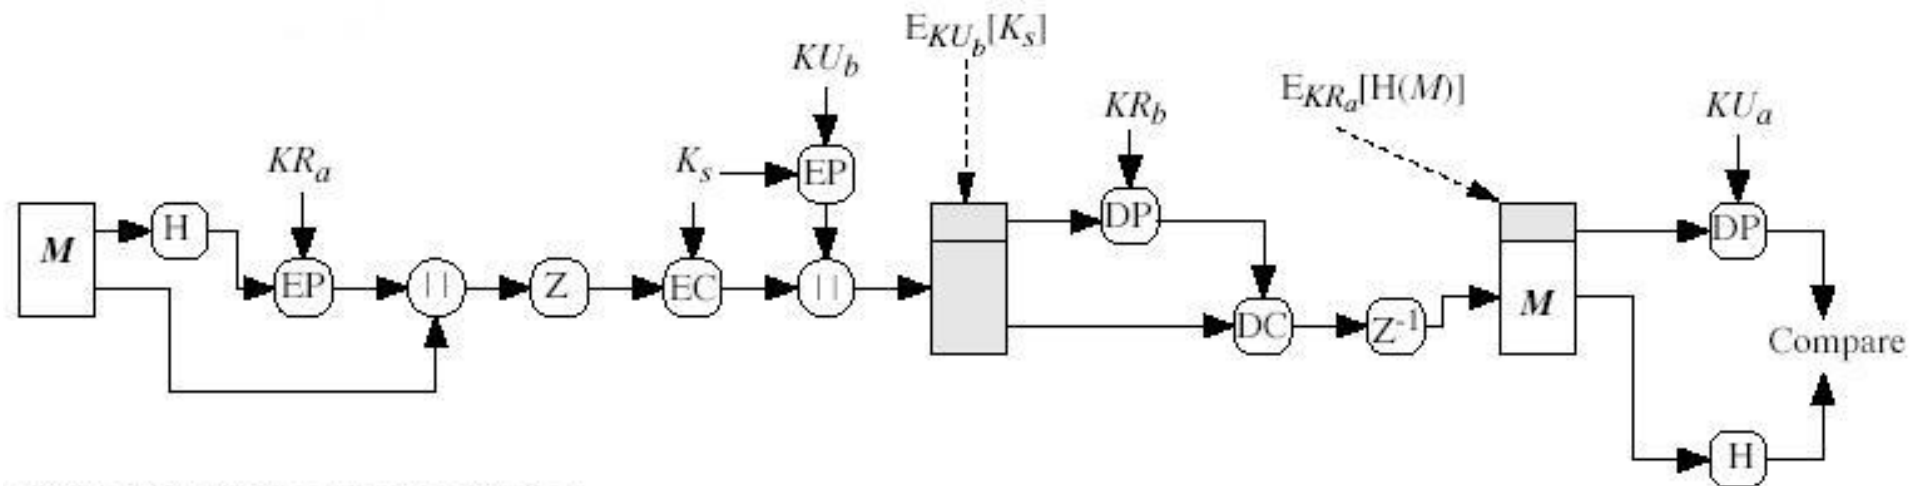 E_{KU_b}[K_s]
KU_b
E_{KR_a}[H(M)]
KR_b
KU_a
KR_a
K_s
EP
M
H
DP
DP
EP
||
Z
EC
||
M
DC
Z^{-1}
Compare
H